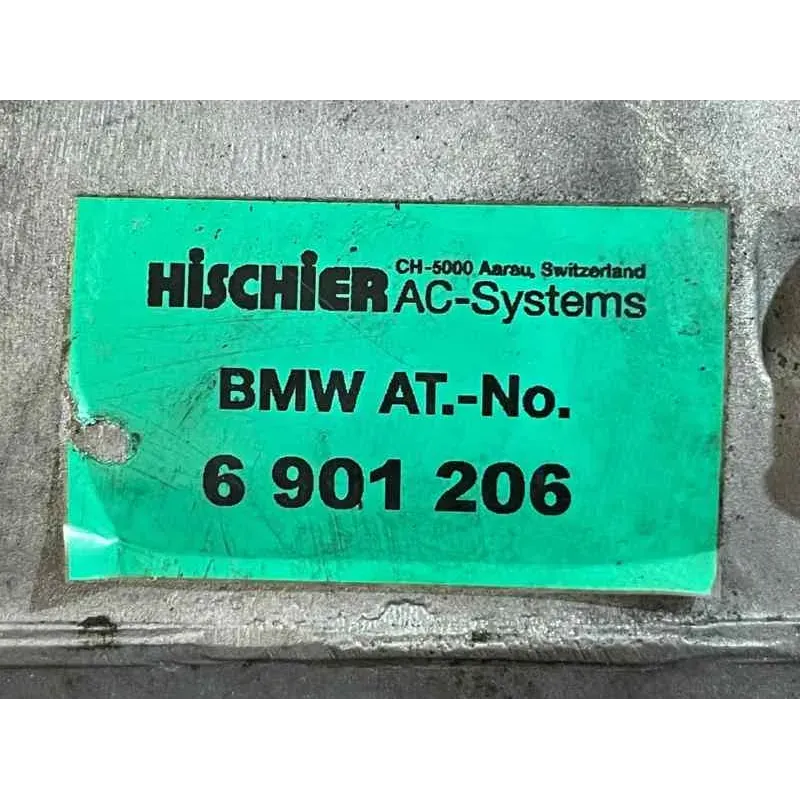 HiSCHiER CH-5000 Aarau, Switzerland
AC-Systems
BMW AT.-No.
6 901 206